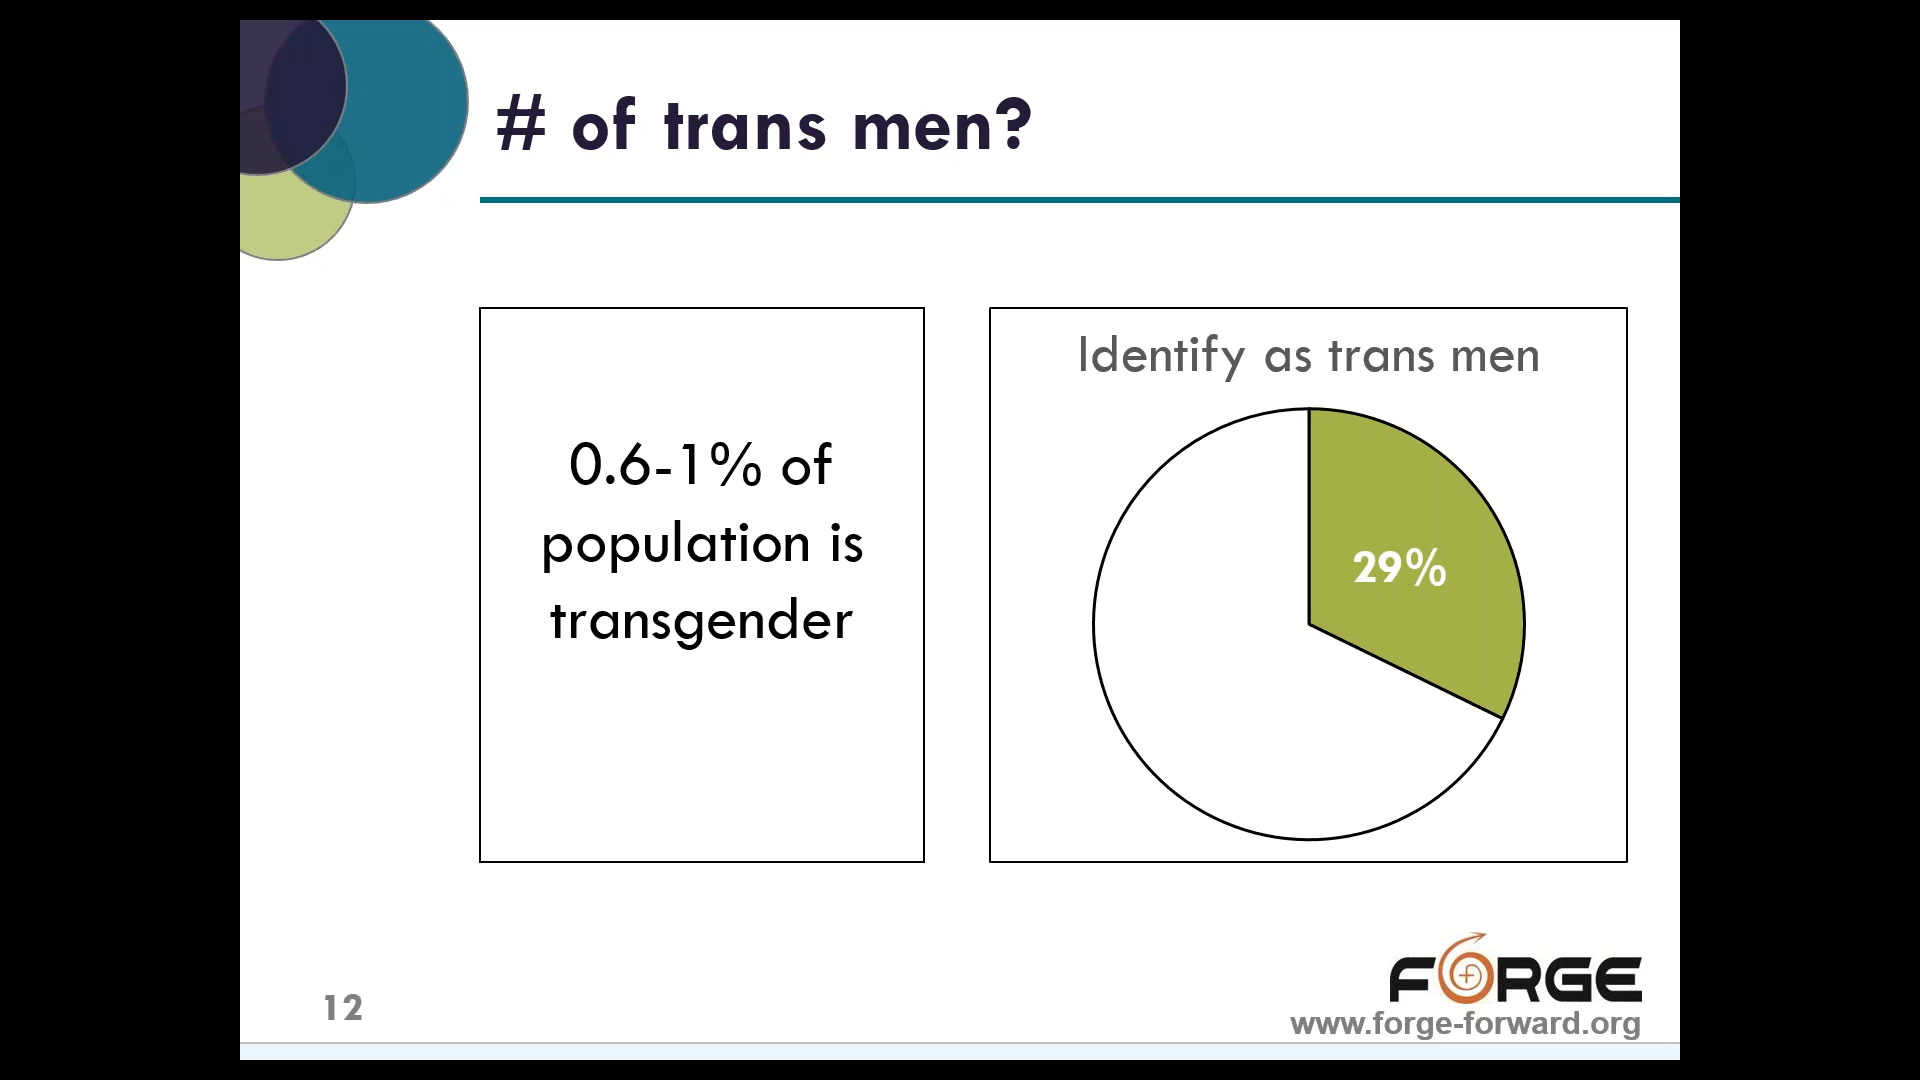 # of trans men?
0.6-1% of
population is
transgender
Identify as trans men
29%
12
FORGE
www.forge-forward.org